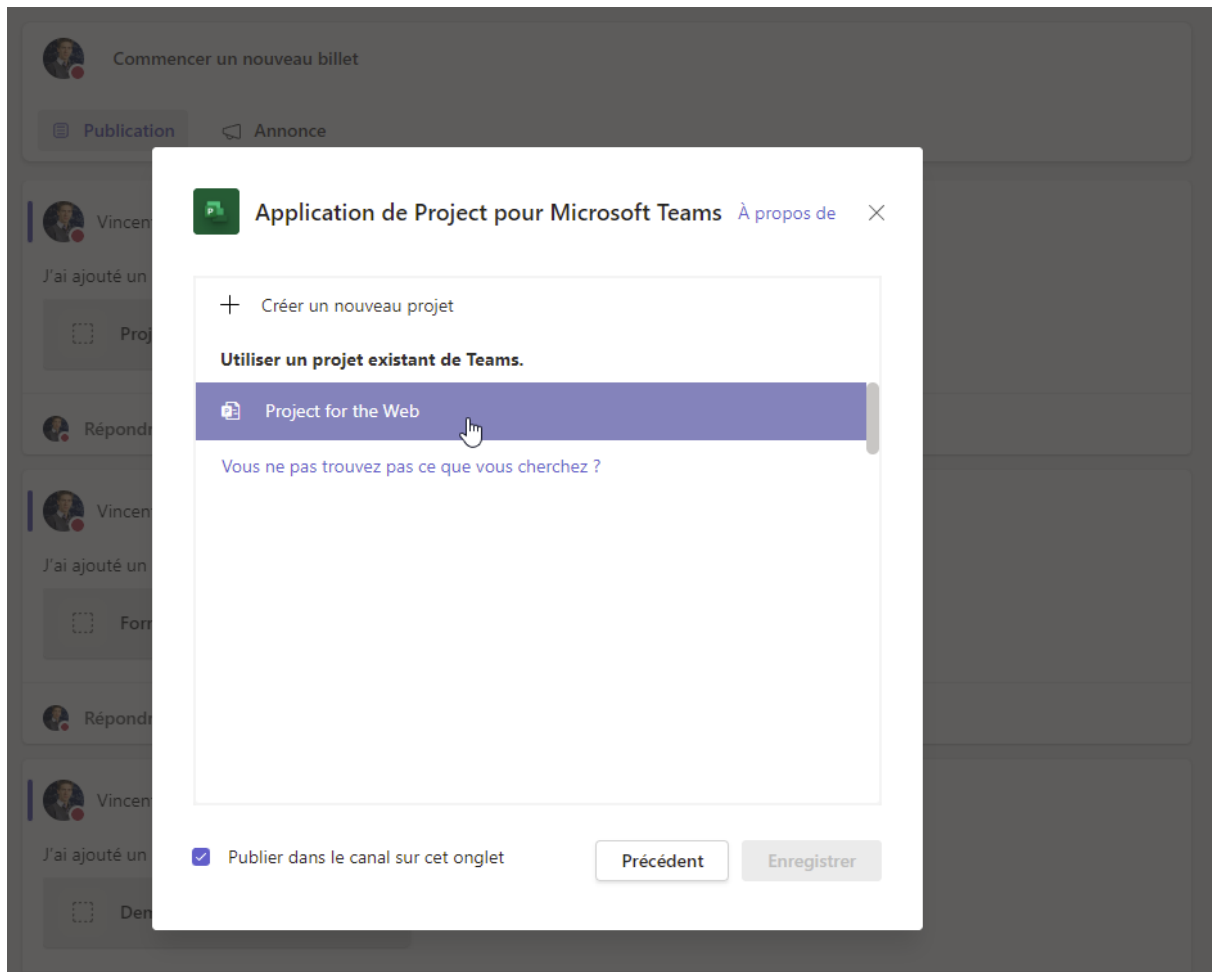 Commencer un nouveau billet
Publication
Annonce
Application de Project pour Microsoft Teams
À propos de
Vincen
J'ai ajouté un
Proj
Répondr
Créer un nouveau projet
Utiliser un projet existant de Teams.
Project for the Web
Vous ne pas trouvez pas ce que vous cherchez ?
Vincen
J'ai ajouté un
Forr
Répondr
Vincen
J'ai ajouté un
Publier dans le canal sur cet onglet
Précédent
Enregistrer
Dem